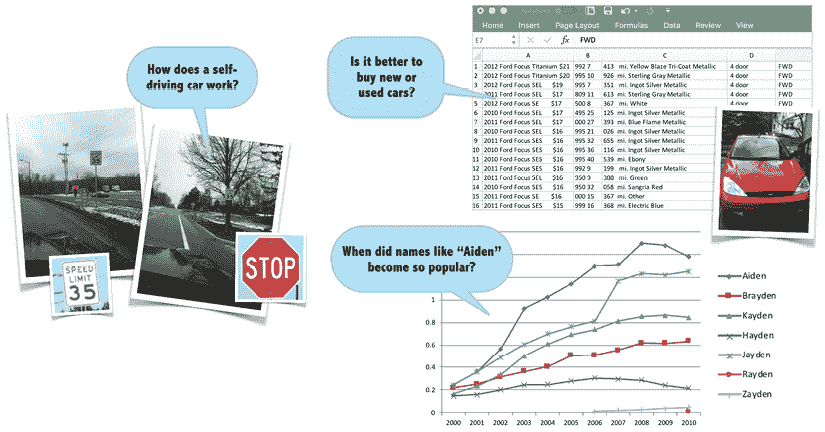 How does a self-
driving car work?
SPEED
LIMIT
35
STOP
Is it better to
buy new or
used cars?
Home Insert Page Layout Formulas Data Review View
E7 fx FWD
A B C D
1 2012 Ford Focus Titanium $21 992 7 413 mi. Yellow Blaze Tri-Coat Metallic 4 door FWD
2 2012 Ford Focus Titanium $20 995 10 926 mi. Sterling Gray Metallic 4 door FWD
3 2012 Ford Focus SEL $19 995 7 351 mi. Ingot Silver Metallic 4 door FWD
4 2011 Ford Focus SEL $17 809 11 613 mi. Sterling Gray Metallic 4 door FWD
5 2012 Ford Focus SE $17 500 8 367 mi. White 4 door FWD
6 2010 Ford Focus SEL $17 495 25 125 mi. Ingot Silver Metallic
7 2011 Ford Focus SEL $17 000 27 393 mi. Blue Flame Metallic
8 2010 Ford Focus SES $16 995 21 026 mi. Ingot Silver Metallic
9 2010 Ford Focus SES $16 995 32 655 mi. Ingot Silver Metallic
10 2010 Ford Focus SES $16 995 36 116 mi. Ingot Silver Metallic
11 2010 Ford Focus SES $16 995 40 539 mi. Ebony
12 2011 Ford Focus SES $16 992 9 199 mi. Ingot Silver Metallic
13 2011 Ford Focus SES $16 950 9 mi. Green
14 2010 Ford Focus SES $16 950 32 058 mi. Sangria Red
15 2011 Ford Focus SE $16 000 15 367 mi. Other
16 2011 Ford Focus SES $15 999 16 368 mi. Electric Blue
When did names like “Aiden”
become so popular?
1
0.8
0.6
0.4
0.2
0
2000 2001 2002 2003 2004 2005 2006 2007 2008 2009 2010
Aiden
Brayden
Kayden
Hayden
Jayden
Rayden
Zayden